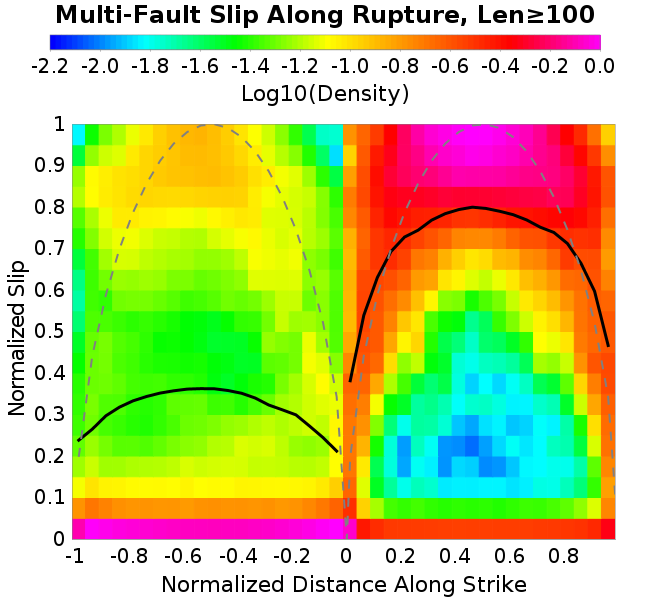 Multi-Fault Slip Along Rupture, Len≥100
-2.2 -2.0 -1.8 -1.6 -1.4 -1.2 -1.0 -0.8 -0.6 -0.4 -0.2 0.0
Log10(Density)
1
0.9
0.8
0.7
0.6
0.5
0.4
0.3
0.2
0.1
0
Normalized Slip
-1 -0.8 -0.6 -0.4 -0.2 0 0.2 0.4 0.6 0.8
Normalized Distance Along Strike